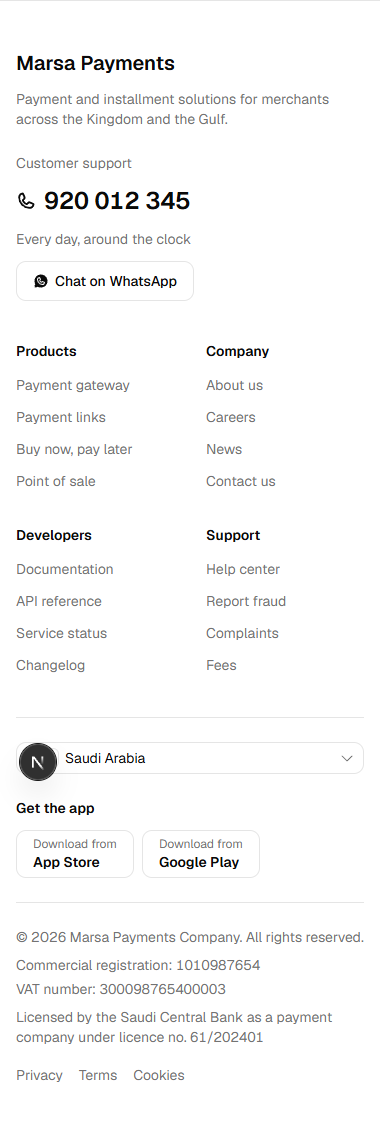 Marsa Payments
Payment and installment solutions for merchants
across the Kingdom and the Gulf.
Customer support
920 012 345
Every day, around the clock
Chat on WhatsApp
Products
Payment gateway
Payment links
Buy now, pay later
Point of sale
Company
About us
Careers
News
Contact us
Developers
Documentation
API reference
Service status
Changelog
Support
Help center
Report fraud
Complaints
Fees
N
Saudi Arabia
Get the app
Download from
App Store
Download from
Google Play
© 2026 Marsa Payments Company. All rights reserved.
Commercial registration: 1010987654
VAT number: 300098765400003
Licensed by the Saudi Central Bank as a payment
company under licence no. 61/202401
Privacy Terms Cookies